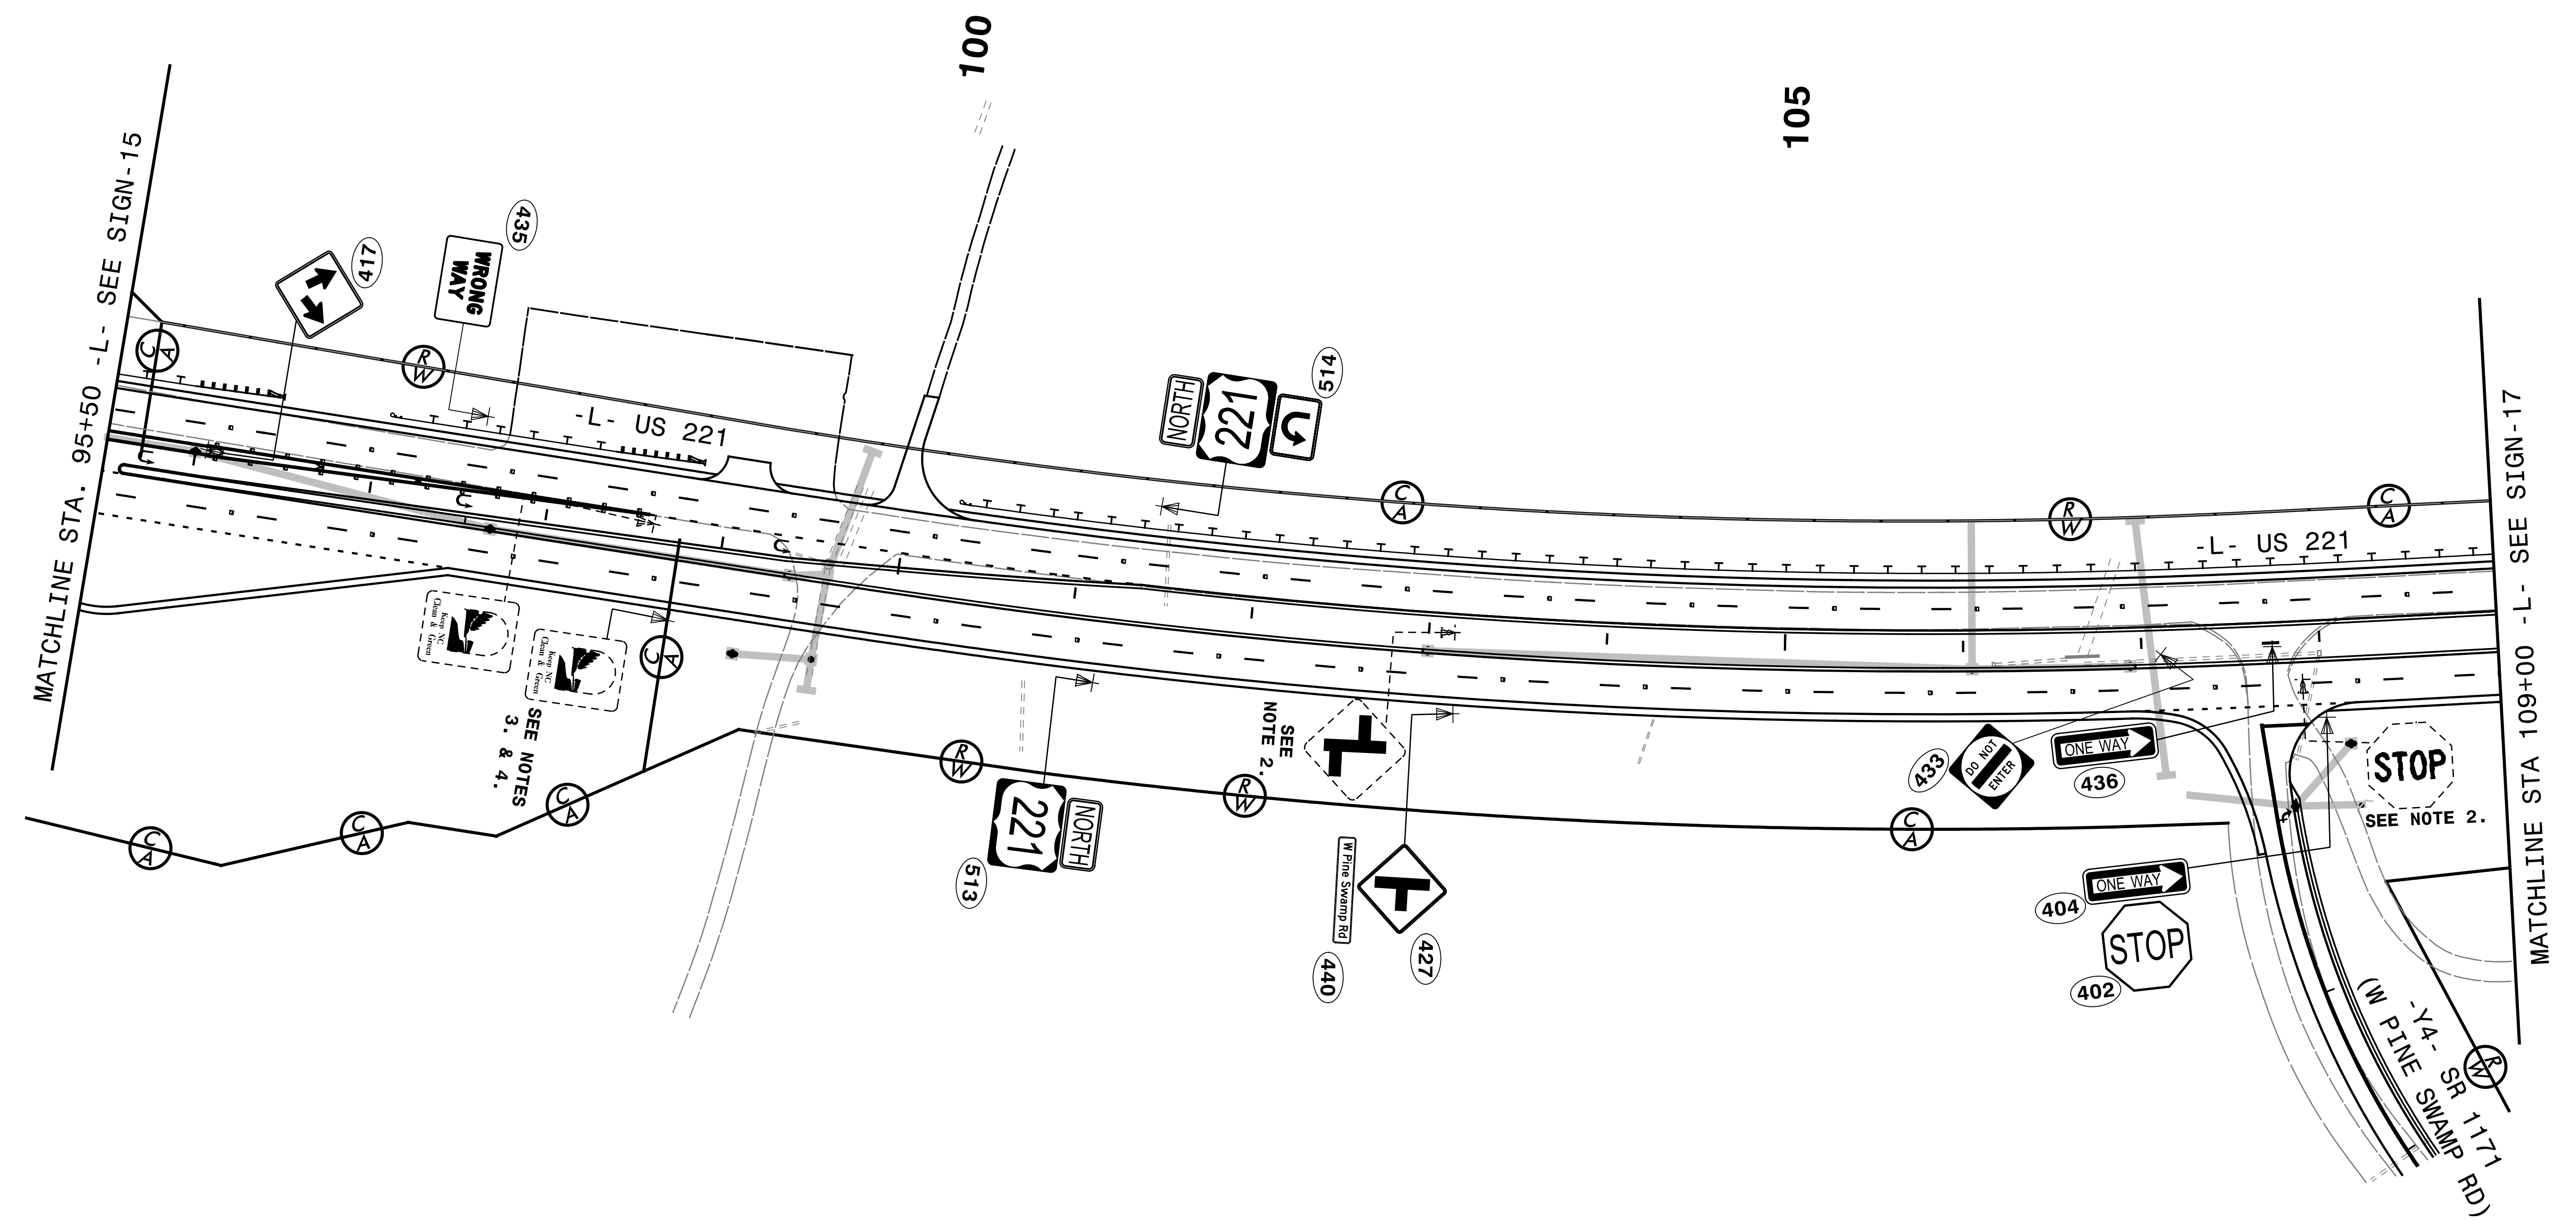 100
105
MATCHLINE STA. 95+50 -L- SEE SIGN-15
417
WRONG
WAY
435
C
A
R
W
-L- US 221
NORTH
221
514
C
A
R
W
C
A
-L- US 221
MATCHLINE STA 109+00 -L- SEE SIGN-17
Keep NC
Clean & Green
Keep NC
Clean & Green
SEE NOTES
3. & 4.
C
A
C
A
C
A
C
A
R
W
221
NORTH
513
R
W
SEE
NOTE 2.
W Pine Swamp Rd
440
427
C
A
433
DO NOT
ENTER
ONE WAY
436
STOP
SEE NOTE 2.
ONE WAY
404
STOP
402
R
W
-Y4- SR 1171
(W PINE SWAMP RD)